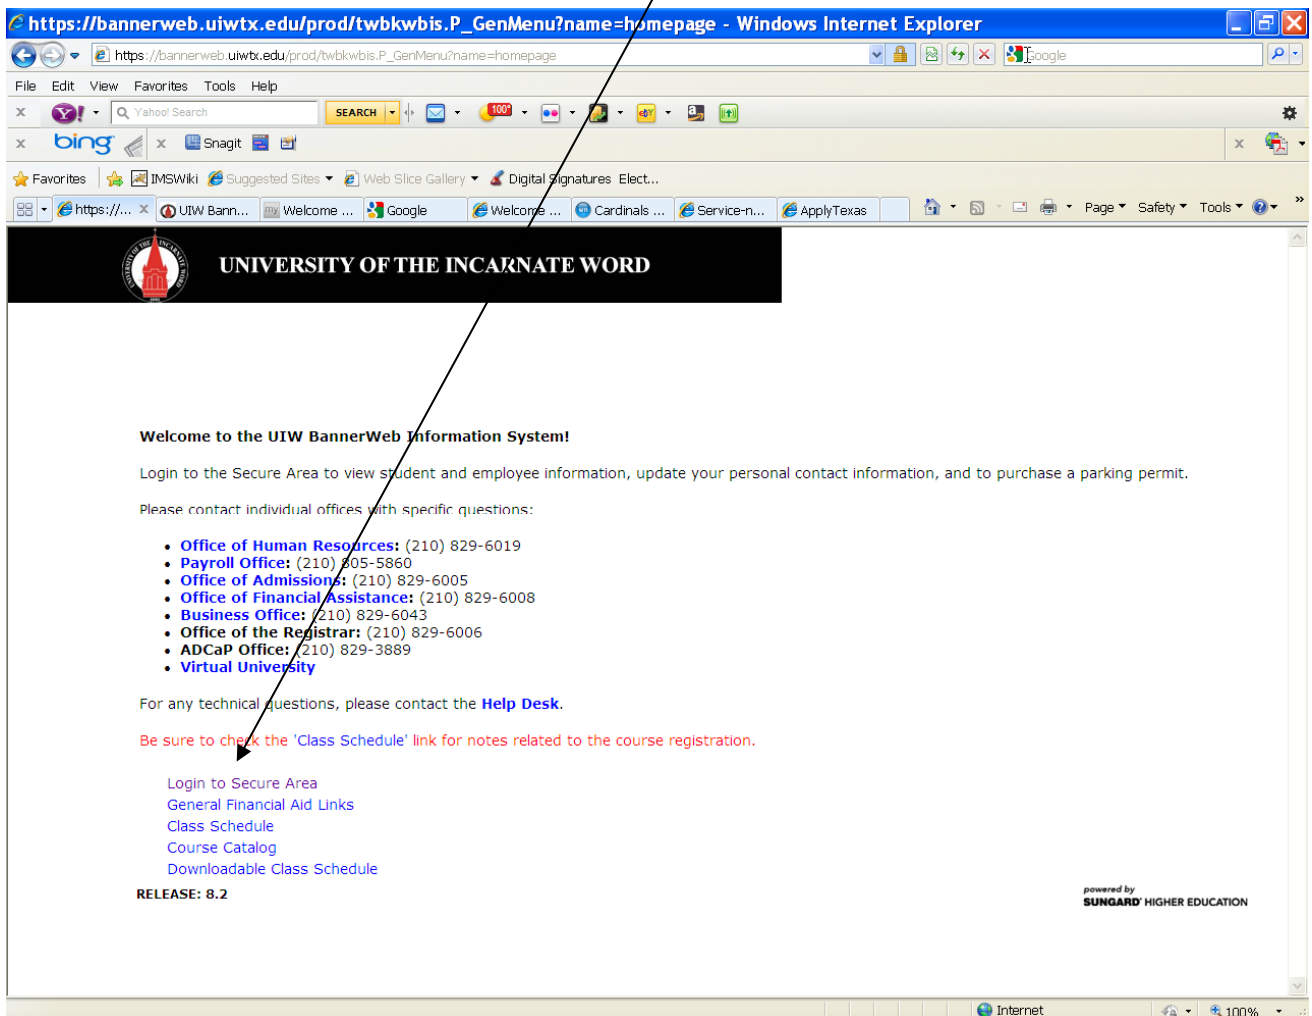 https://bannerweb.uiwtx.edu/prod/twbkwbis.P_GenMenu?name=homepage - Windows Internet Explorer
https://bannerweb.uiwtx.edu/prod/twbkwbis.P_GenMenu?name=homepage Google
File Edit View Favorites Tools Help
x Y! Yahoo! Search SEARCH 100° eBY a
x bing x Snagit x
Favorites IMSWiki Suggested Sites Web Slice Gallery Digital Signatures Elect...
https://... x UIW Bann... my Welcome ... Google Welcome ... Cardinals ... Service-n... ApplyTexas Page Safety Tools »
UNIVERSITY OF THE INCARNATE WORD
Welcome to the UIW BannerWeb Information System!
Login to the Secure Area to view student and employee information, update your personal contact information, and to purchase a parking permit.
Please contact individual offices with specific questions:
• Office of Human Resources: (210) 829-6019
• Payroll Office: (210) 805-5860
• Office of Admissions: (210) 829-6005
• Office of Financial Assistance: (210) 829-6008
• Business Office: (210) 829-6043
• Office of the Registrar: (210) 829-6006
• ADCaP Office: (210) 829-3889
• Virtual University
For any technical questions, please contact the Help Desk.
Be sure to check the 'Class Schedule' link for notes related to the course registration.
Login to Secure Area
General Financial Aid Links
Class Schedule
Course Catalog
Downloadable Class Schedule
RELEASE: 8.2
powered by
SUNGARD® HIGHER EDUCATION
Internet 100%